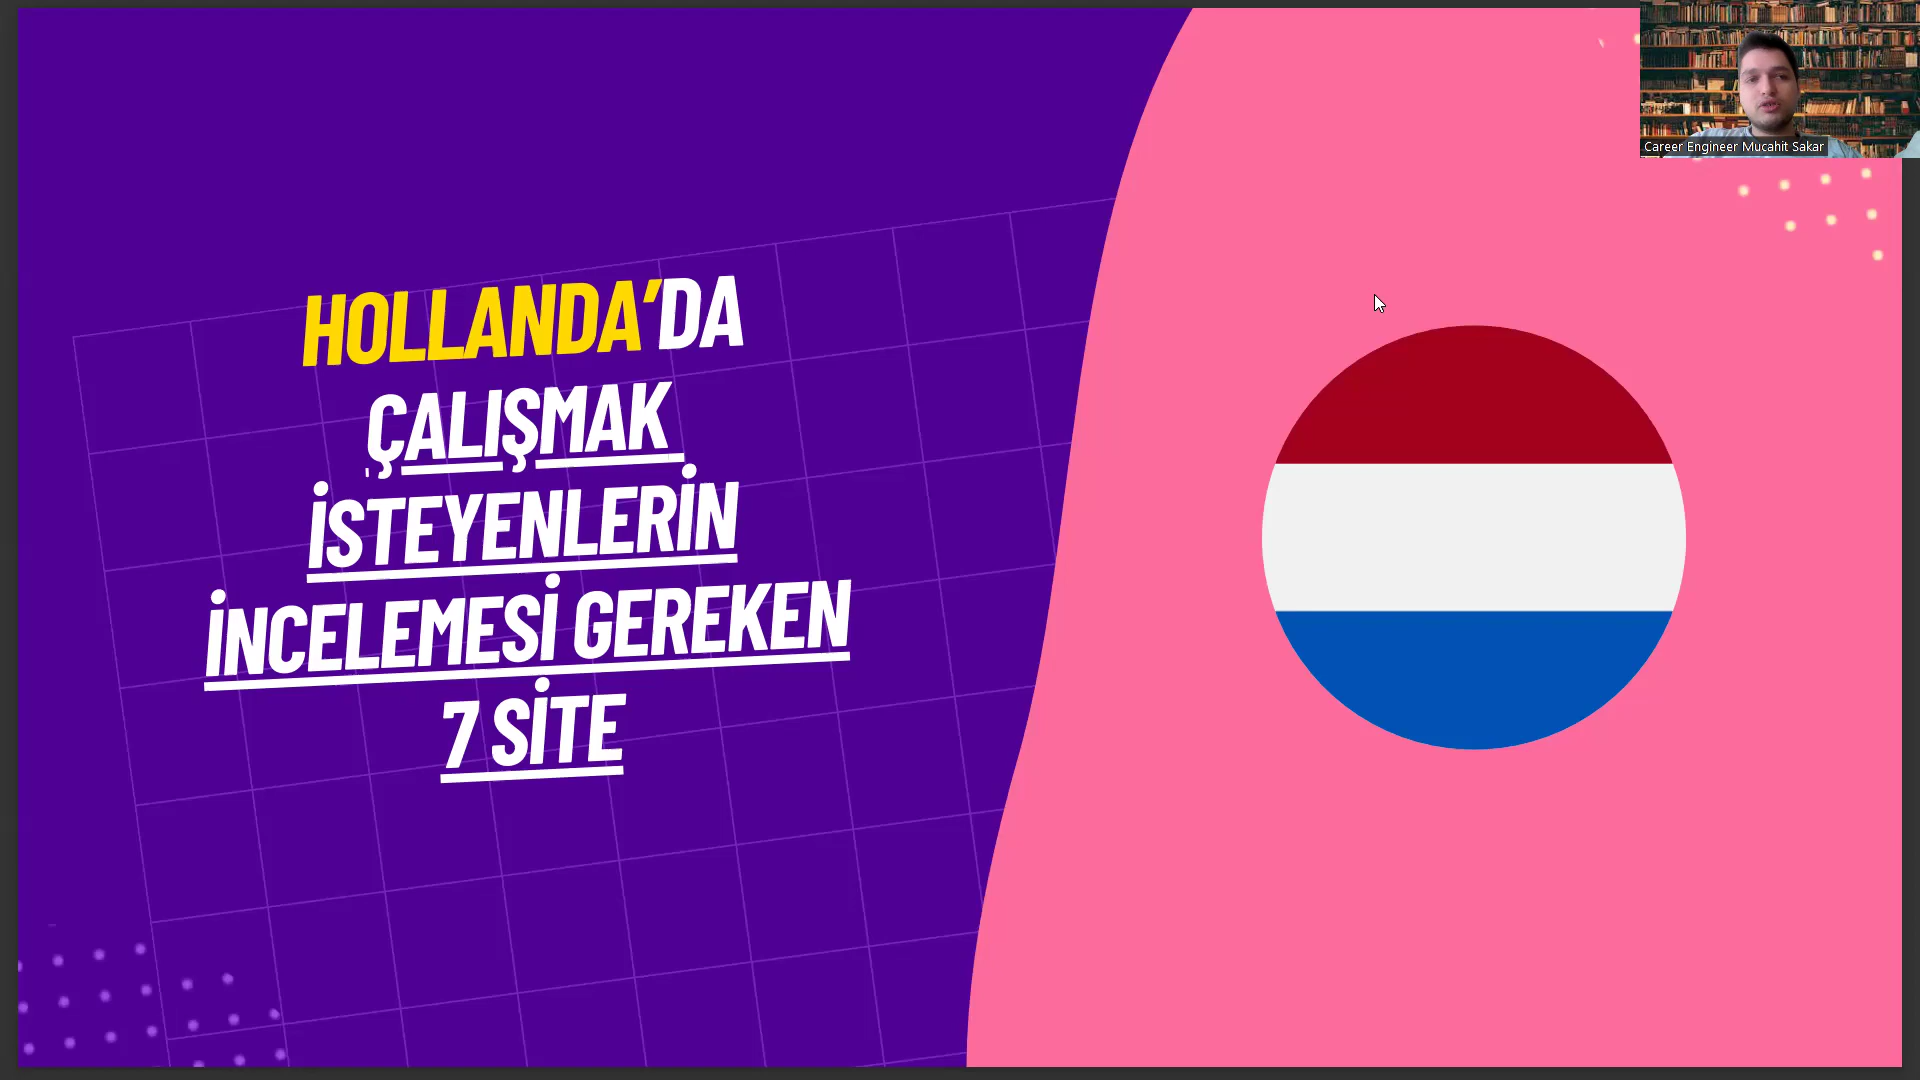 HOLLANDA'DA
ÇALIŞMAK
İSTEYENLERİN
İNCELEMESİ GEREKEN
7 SİTE
Career Engineer Mucahit Sakar